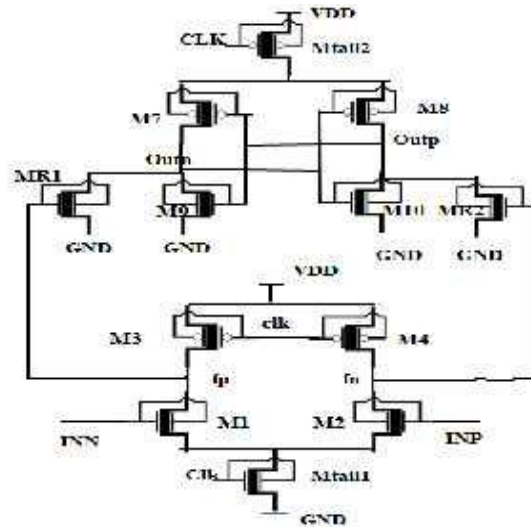 VDD
CLK
Mtail2
M7
M8
Outn
Outp
MR1
M9
M10
MR2
GND
GND
GND
GND
VDD
clk
M3
M4
fp
fn
M1
M2
INN
INP
Clk
Mtail1
GND